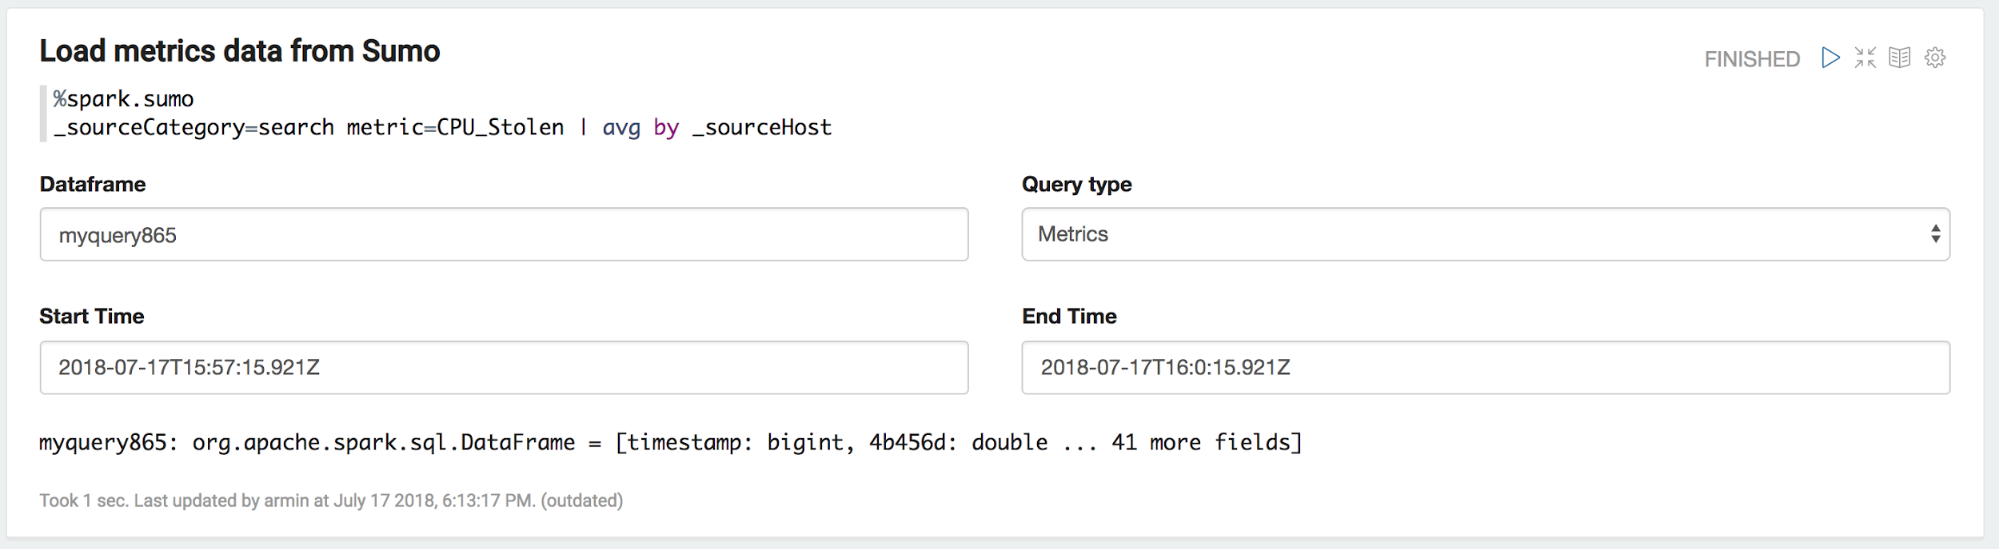 Load metrics data from Sumo
FINISHED
%spark.sumo
_sourceCategory=search metric=CPU_Stolen | avg by _sourceHost
Dataframe
Query type
myquery865
Metrics
Start Time
End Time
2018-07-17T15:57:15.921Z
2018-07-17T16:0:15.921Z
myquery865: org.apache.spark.sql.DataFrame = [timestamp: bigint, 4b456d: double ... 41 more fields]
Took 1 sec. Last updated by armin at July 17 2018, 6:13:17 PM. (outdated)